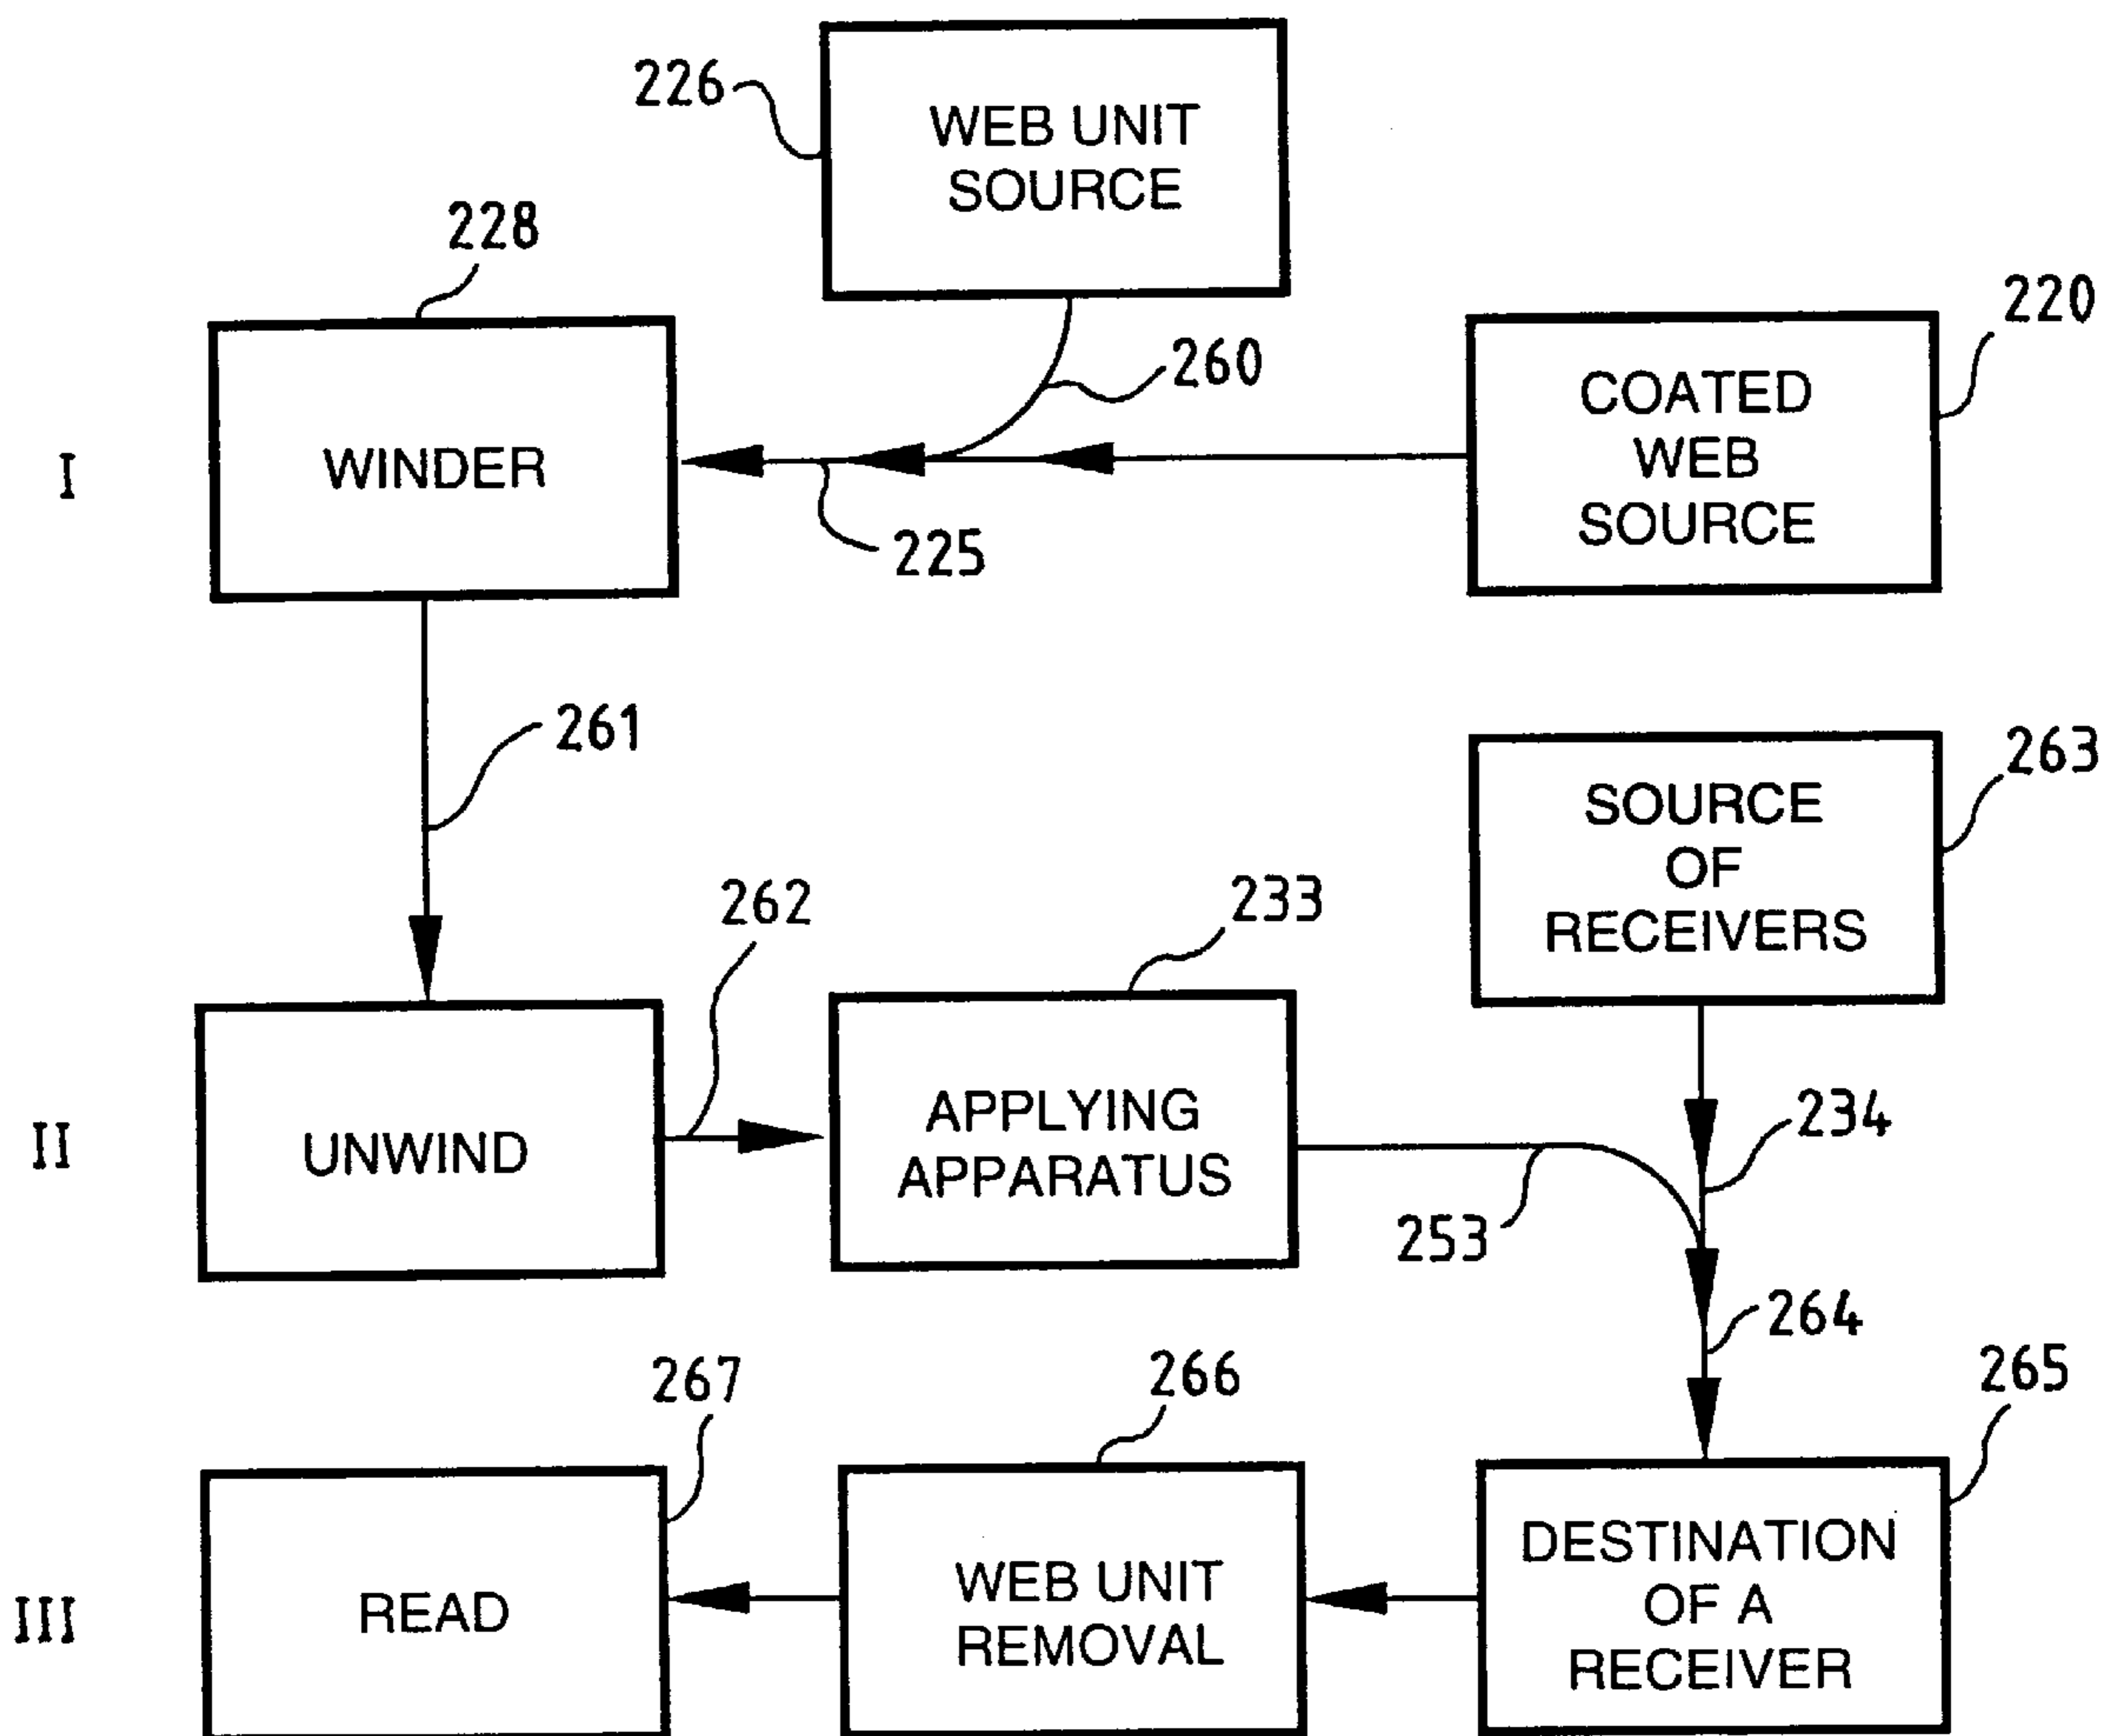 226
WEB UNIT
SOURCE
228
220
260
COATED
WEB
SOURCE
I
WINDER
225
261
263
SOURCE
OF
RECEIVERS
262
233
234
II
UNWIND
APPLYING
APPARATUS
253
264
267
266
265
III
READ
WEB UNIT
REMOVAL
DESTINATION
OF A
RECEIVER